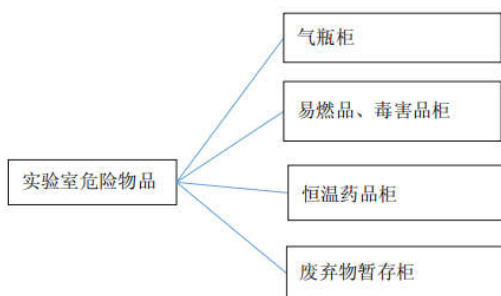 气瓶柜
易燃品、毒害品柜
实验室危险物品
恒温药品柜
废弃物暂存柜